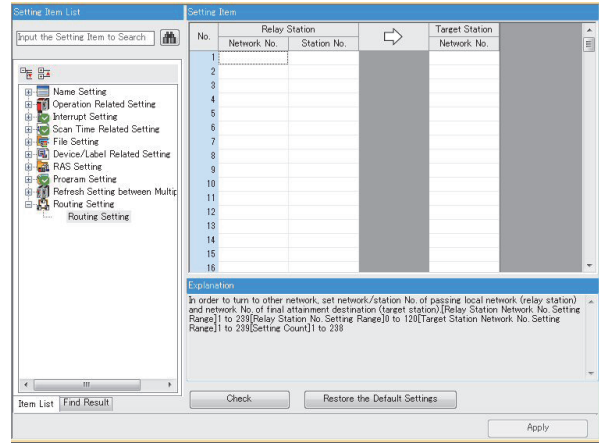 Setting Item List
Input the Setting Item to Search
Name Setting
Operation Related Setting
Interrupt Setting
Scan Time Related Setting
File Setting
Device/Label Related Setting
RAS Setting
Program Setting
Refresh Setting between Multip
Routing Setting
Routing Setting
Item List
Find Result
Setting Item
No.
Relay Station
Target Station
Network No.
Station No.
Network No.
1
2
3
4
5
6
7
8
9
10
11
12
13
14
15
16
Explanation
In order to turn to other network, set network/station No. of passing local network (relay station)
and network No. of final attainment destination (target station).[Relay Station Network No. Setting
Range]1 to 239[Relay Station No. Setting Range]0 to 120[Target Station Network No. Setting
Range]1 to 239[Setting Count]1 to 238
Check
Restore the Default Settings
Apply